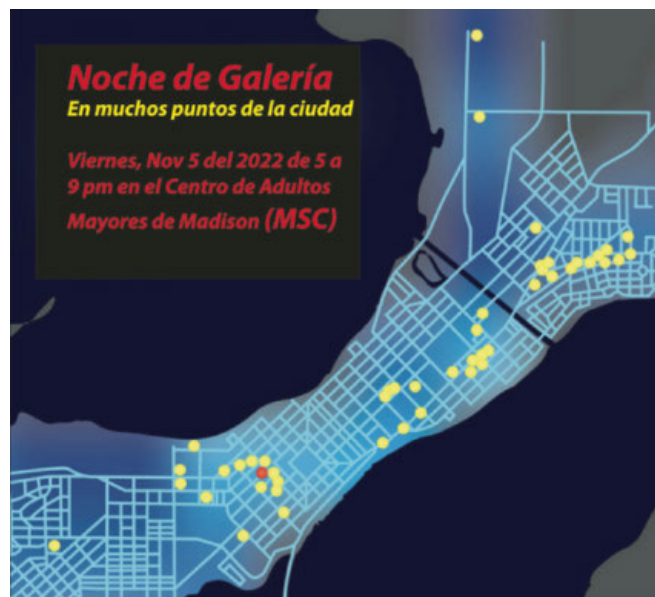 Noche de Galería
En muchos puntos de la ciudad
Viernes, Nov 5 del 2022 de 5 a
9 pm en el Centro de Adultos
Mayores de Madison (MSC)